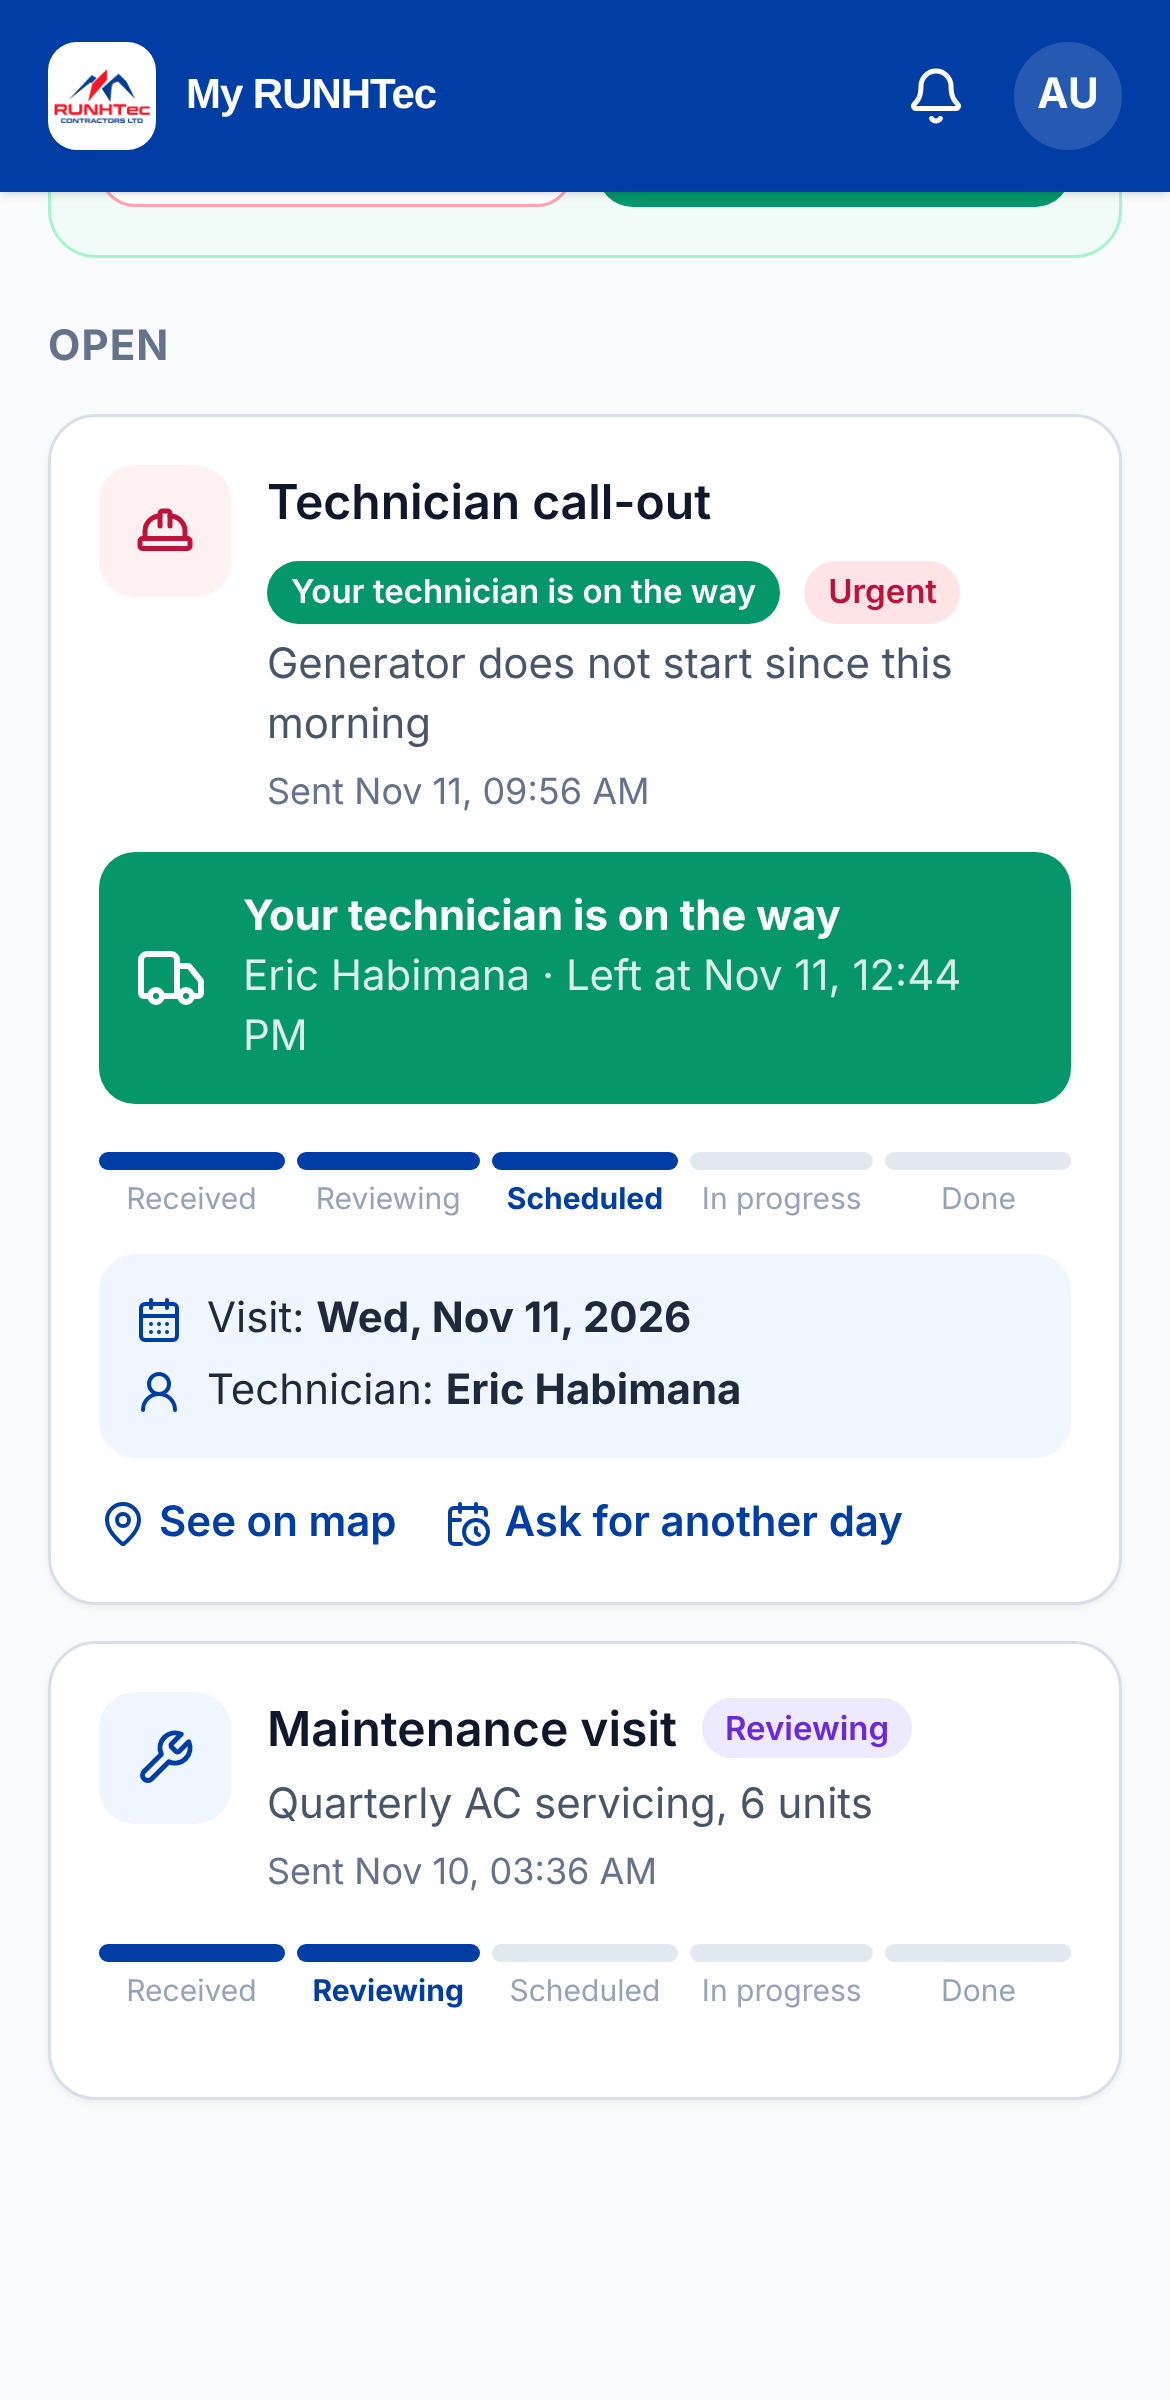 RUNHTec
CONTRACTORS LTD
My RUNHTec
AU
OPEN
Technician call-out
Your technician is on the way
Urgent
Generator does not start since this
morning
Sent Nov 11, 09:56 AM
Your technician is on the way
Eric Habimana · Left at Nov 11, 12:44
PM
Received Reviewing Scheduled In progress Done
Visit: Wed, Nov 11, 2026
Technician: Eric Habimana
See on map Ask for another day
Maintenance visit Reviewing
Quarterly AC servicing, 6 units
Sent Nov 10, 03:36 AM
Received Reviewing Scheduled In progress Done